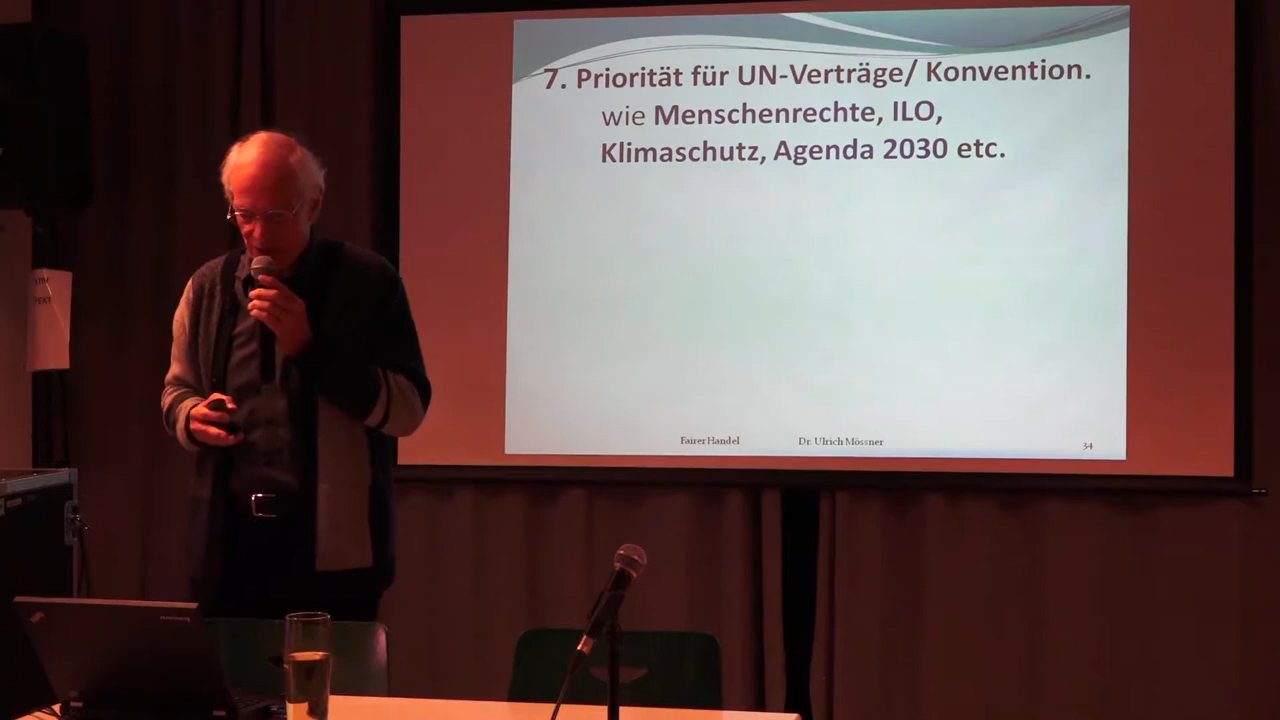 7. Priorität für UN-Verträge/ Konvention.
wie Menschenrechte, ILO,
Klimaschutz, Agenda 2030 etc.
Fairer Handel Dr. Ulrich Mössner 34